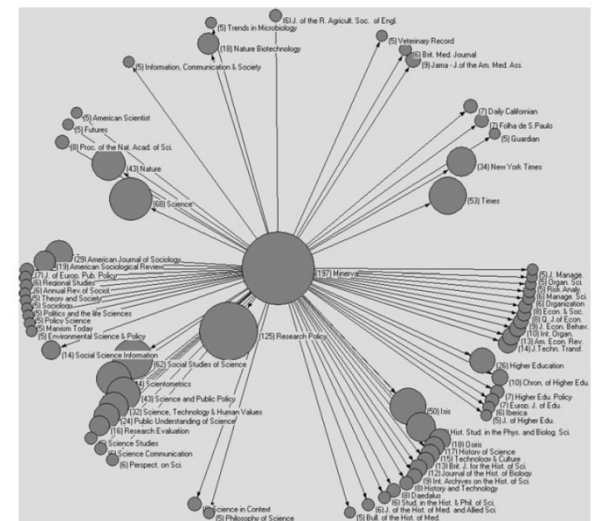 (6) J. of the R. Agricult. Soc. of Engl.
(5) Trends in Microbiology
(18) Nature Biotechnology
(5) Information, Communication & Society
(5) Veterinary Record
(6) Brit. Med. Journal
(9) Jama - J.of the Am. Med. Ass.
(5) American Scientist
(5) Futures
(8) Proc. of the Nat. Acad. of Sci.
(43) Nature
(68) Science
(7) Daily Californian
(7) Folha de S.Paulo
(5) Guardian
(34) New York Times
(53) Times
(29) American Journal of Sociology
(19) American Sociological Review
(7) J. of Europ. Pub. Policy
(6) Regional Studies
(6) Annual Rev.of Sociol.
(5) Theory and Society
(5) Sociology
(5) Politics and the life Sciences
(5) Policy Science
(5) Marxism Today
(5) Environmental Science & Policy
(14) Social Science Information
(197) Minerva
(125) Research Policy
(62) Social Studies of Science
Scientometrics
(43) Science and Public Policy
(32) Science, Technology & Human Values
(24) Public Understanding of Science
(16) Research Evaluation
Science Studies
Science Communication
(6) Perspect. on Sci.
(5) J. Manage.
(5) Organ. Sci.
(5) Risk Analy.
(6) Manage. Sci.
(6) Organization
(8) Econ. & Soc.
(8) Q. J.of Econ.
(9) J. Econ. Behav.
(10) Int. Organ.
(13) Am. Econ. Rev.
(14) J.Techn. Transf.
(26) Higher Education
(10) Chron. of Higher Edu.
(7) Higher Edu. Policy
(7) Europ. J. of Edu.
(6) Iberica
(5) J. of Higher Edu.
(50) Isis
Hist. Stud. in the Phys. and Biolog. Sci.
(18) Osiris
(17) History of Science
(15) Technology & Culture
(13) Brit. J. for the Hist. of Sci.
(12) Journal of the Hist. of Biology
(9) Int. Archives on the Hist. of Sci.
(8) History and Technology
(8) Daedalus
(6) Stud. in the Hist. & Phil. of Sci.
(6) J. of the Hist. of Med. and Allied Sci.
(5) Bull. of the Hist. of Med.
Science in Context
(5) Philosophy of Science